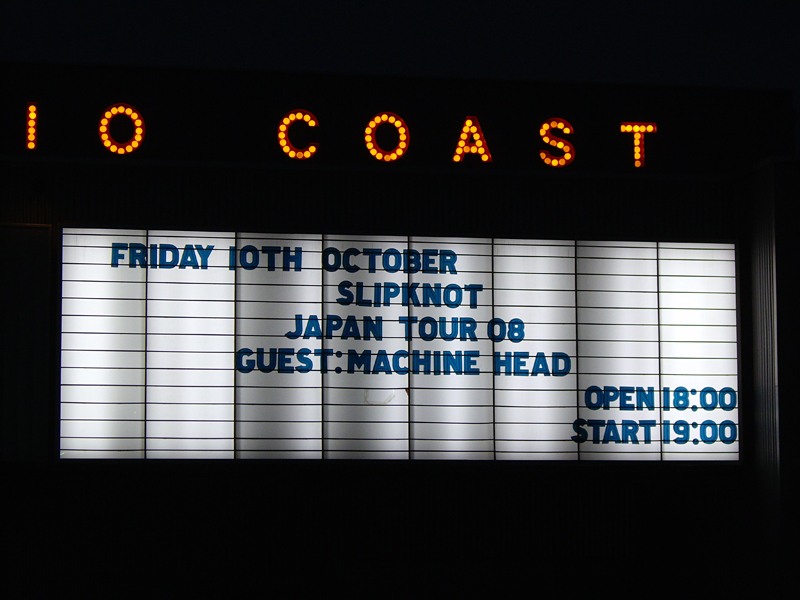 IO COAST
FRIDAY 10TH OCTOBER
SLIPKNOT
JAPAN TOUR 08
GUEST:MACHINE HEAD
OPEN 18:00
START 19:00